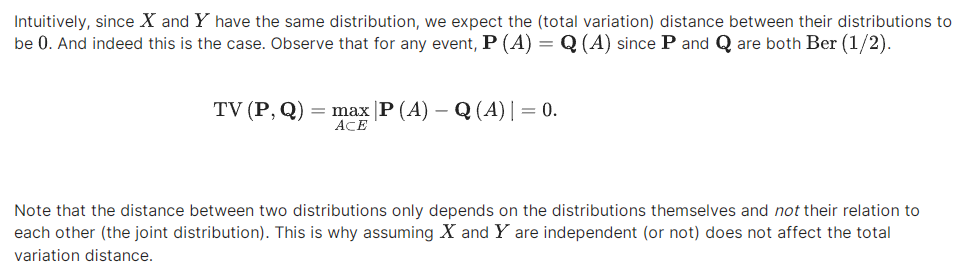 Intuitively, since X and Y have the same distribution, we expect the (total variation) distance between their distributions to
be 0. And indeed this is the case. Observe that for any event, P (A) = Q (A) since P and Q are both Ber (1/2).
TV (P, Q) = max |P (A) − Q (A) | = 0.
A⊂E
Note that the distance between two distributions only depends on the distributions themselves and not their relation to
each other (the joint distribution). This is why assuming X and Y are independent (or not) does not affect the total
variation distance.